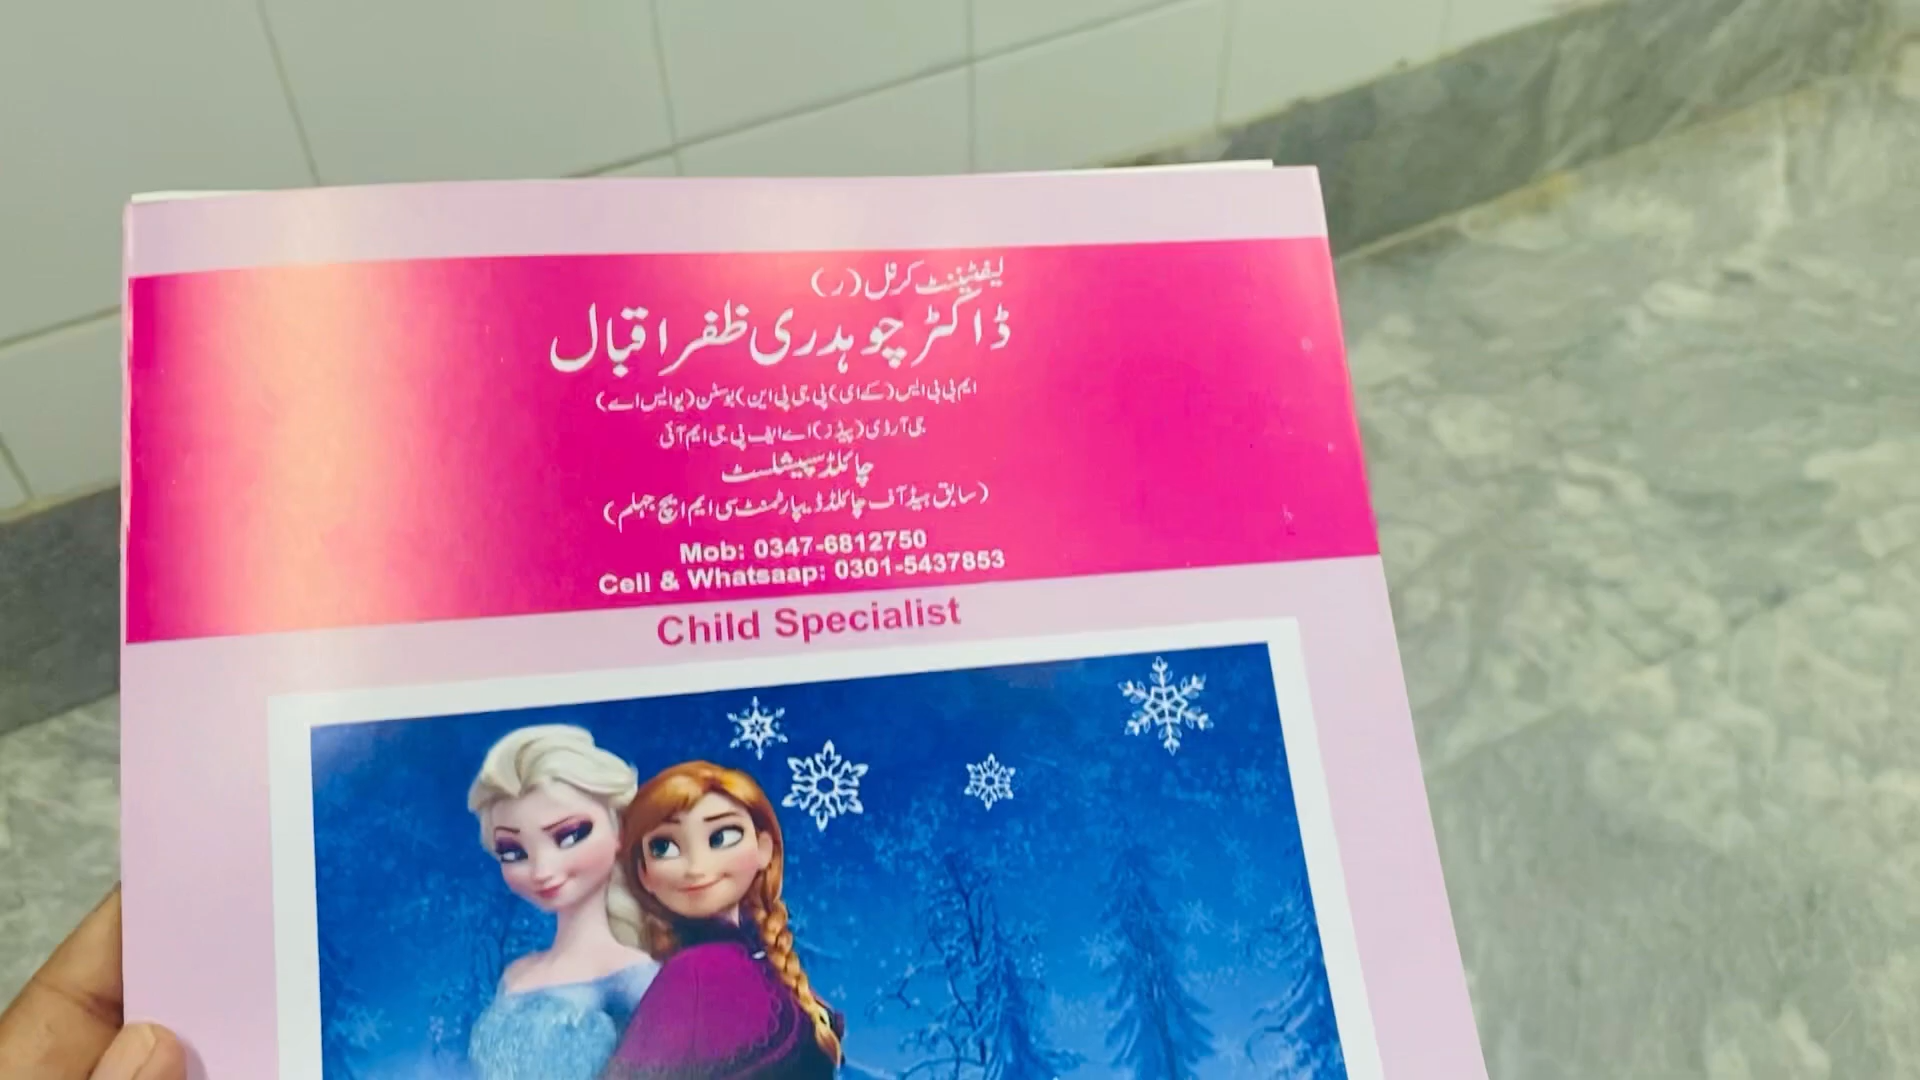 لیفٹیننٹ کرنل (ر)
ڈاکٹر چوہدری ظفر اقبال
ایم بی بی ایس (کے ای) پی جی پی این) بوسٹن (یو ایس اے)
جی آر ڈی (پیڈز) اے ایف پی جی ایم آئی
چائلڈ سپیشلسٹ
(سابق ہیڈ آف چائلڈ ڈیپارٹمنٹ سی ایم ایچ جہلم)
Mob: 0347-6812750
Cell & Whatsaap: 0301-5437853
Child Specialist